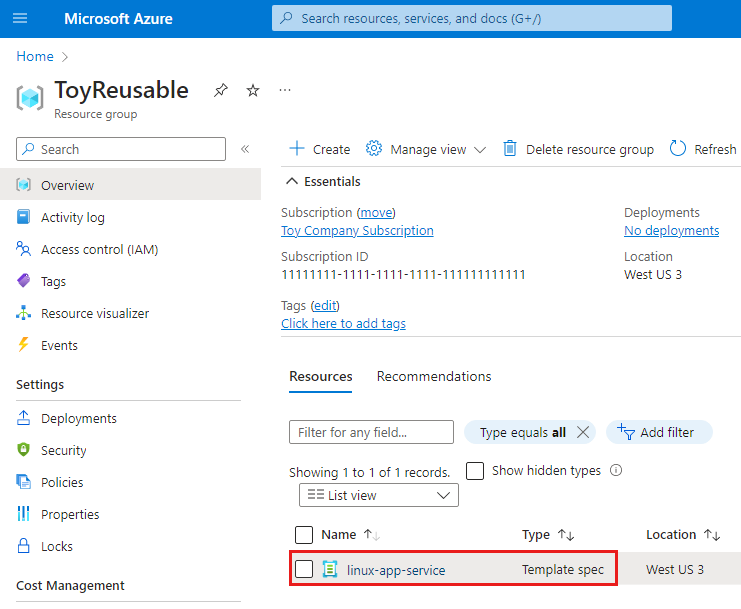 Microsoft Azure
Search resources, services, and docs (G+/)
Home
ToyReusable
Resource group
Search
Overview
Activity log
Access control (IAM)
Tags
Resource visualizer
Events
Settings
Deployments
Security
Policies
Properties
Locks
Cost Management
Create
Manage view
Delete resource group
Refresh
Essentials
Subscription (move)
Toy Company Subscription
Subscription ID
11111111-1111-1111-1111-111111111111
Tags (edit)
Click here to add tags
Deployments
No deployments
Location
West US 3
Resources
Recommendations
Filter for any field...
Type equals all
Add filter
Showing 1 to 1 of 1 records.
Show hidden types
List view
Name Type Location
linux-app-service Template spec West US 3